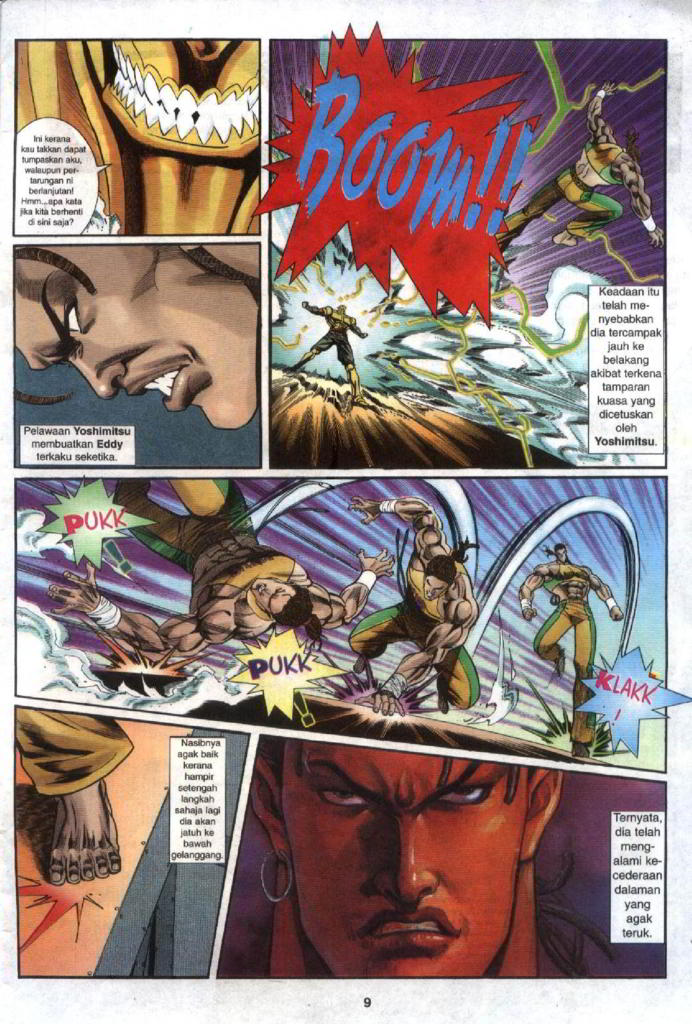 Ini kerana
kau takkan dapat
tumpaskan aku,
walaupun per-
tarungan ni
berlanjutan!
Hmm...apa kata
jika kita berhenti
di sini saja?
Pelawaan Yoshimitsu
membuatkan Eddy
terkaku seketika.
BOOM!!
Keadaan itu
telah me-
nyebabkan
dia tercampak
jauh ke
belakang
akibat terkena
tamparan
kuasa yang
dicetuskan
oleh
Yoshimitsu.
PUKK
!
PUKK
!
KLAKK
!
Nasibnya
agak baik
kerana
hampir
setengah
langkah
sahaja lagi
dia akan
jatuh ke
bawah
gelanggang.
Ternyata,
dia telah
meng-
alami ke-
cederaan
dalaman
yang
agak
teruk.
9